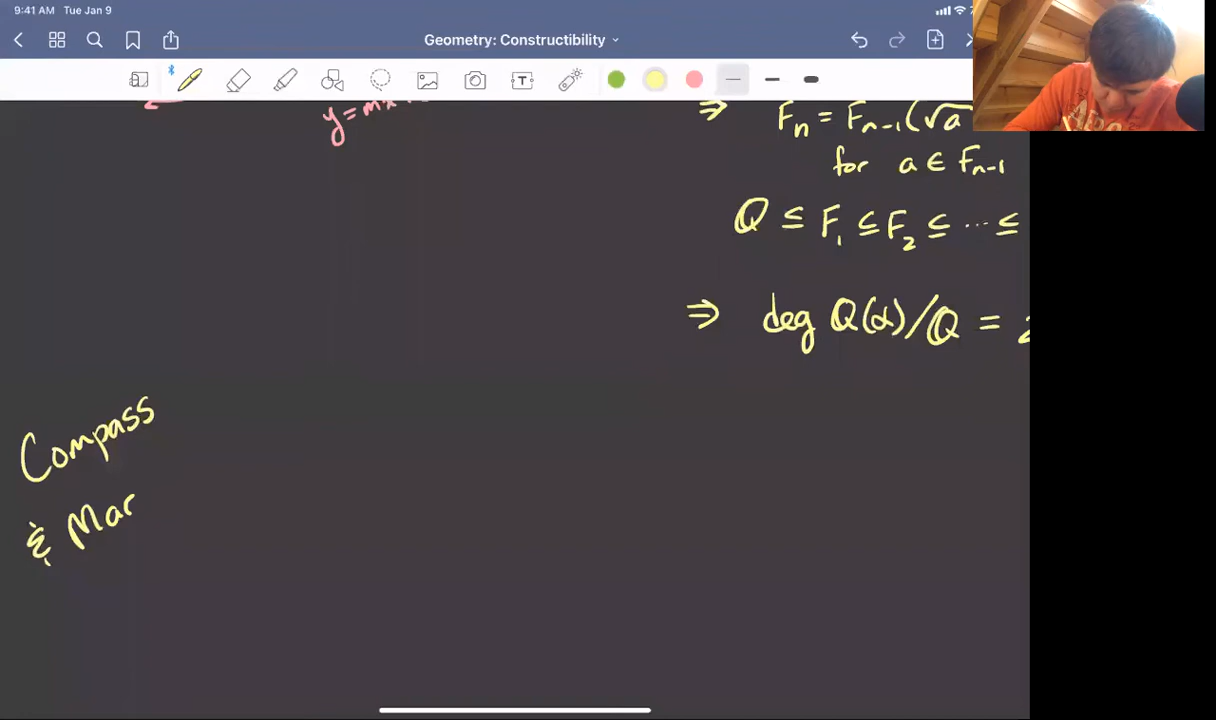 9:41 AM Tue Jan 9
Geometry: Constructibility
y = mx +
⇒ Fn = Fn-1(√a
for a ∈ Fn-1
Q ≤ F1 ≤ F2 ≤ ... ≤
⇒ deg Q(α)/Q = 2
Compass
& Mar